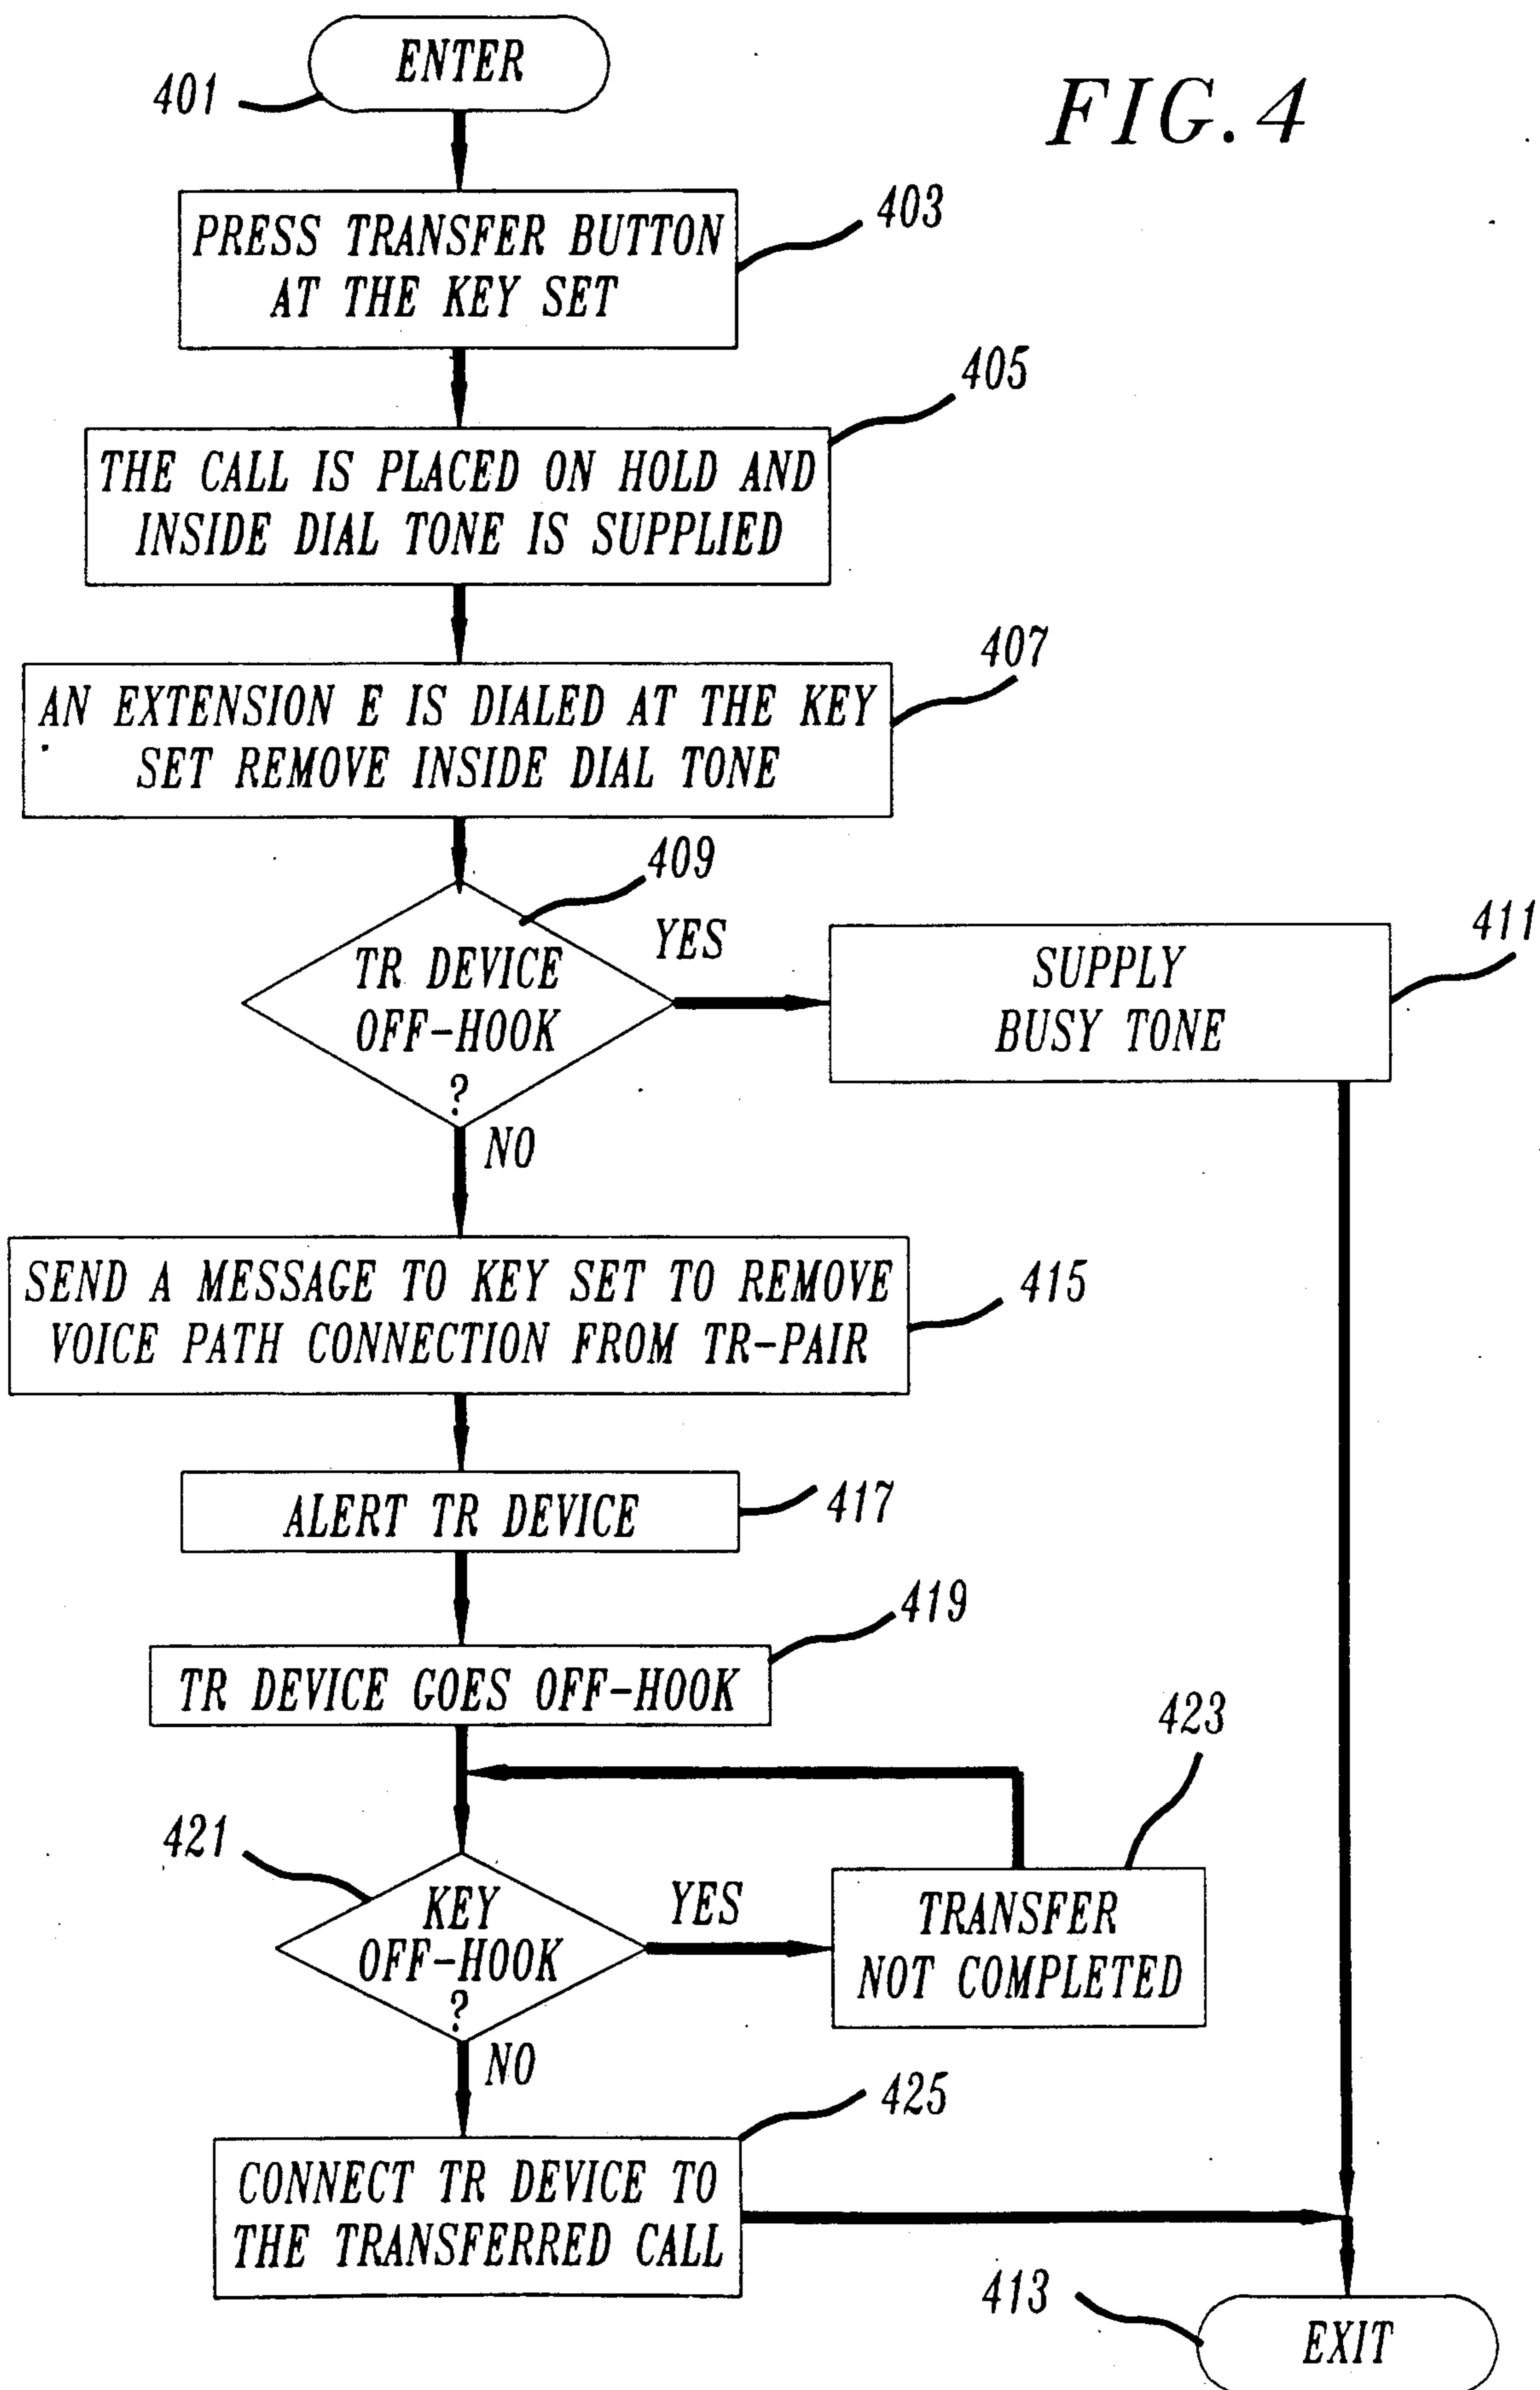 ENTER
401
FIG. 4
403
PRESS TRANSFER BUTTON
AT THE KEY SET
405
THE CALL IS PLACED ON HOLD AND
INSIDE DIAL TONE IS SUPPLIED
407
AN EXTENSION E IS DIALED AT THE KEY
SET REMOVE INSIDE DIAL TONE
409
TR DEVICE
OFF-HOOK
?
YES
411
SUPPLY
BUSY TONE
NO
SEND A MESSAGE TO KEY SET TO REMOVE
VOICE PATH CONNECTION FROM TR-PAIR
415
ALERT TR DEVICE
417
419
TR DEVICE GOES OFF-HOOK
423
421
KEY
OFF-HOOK
?
YES
TRANSFER
NOT COMPLETED
NO
425
CONNECT TR DEVICE TO
THE TRANSFERRED CALL
413
EXIT